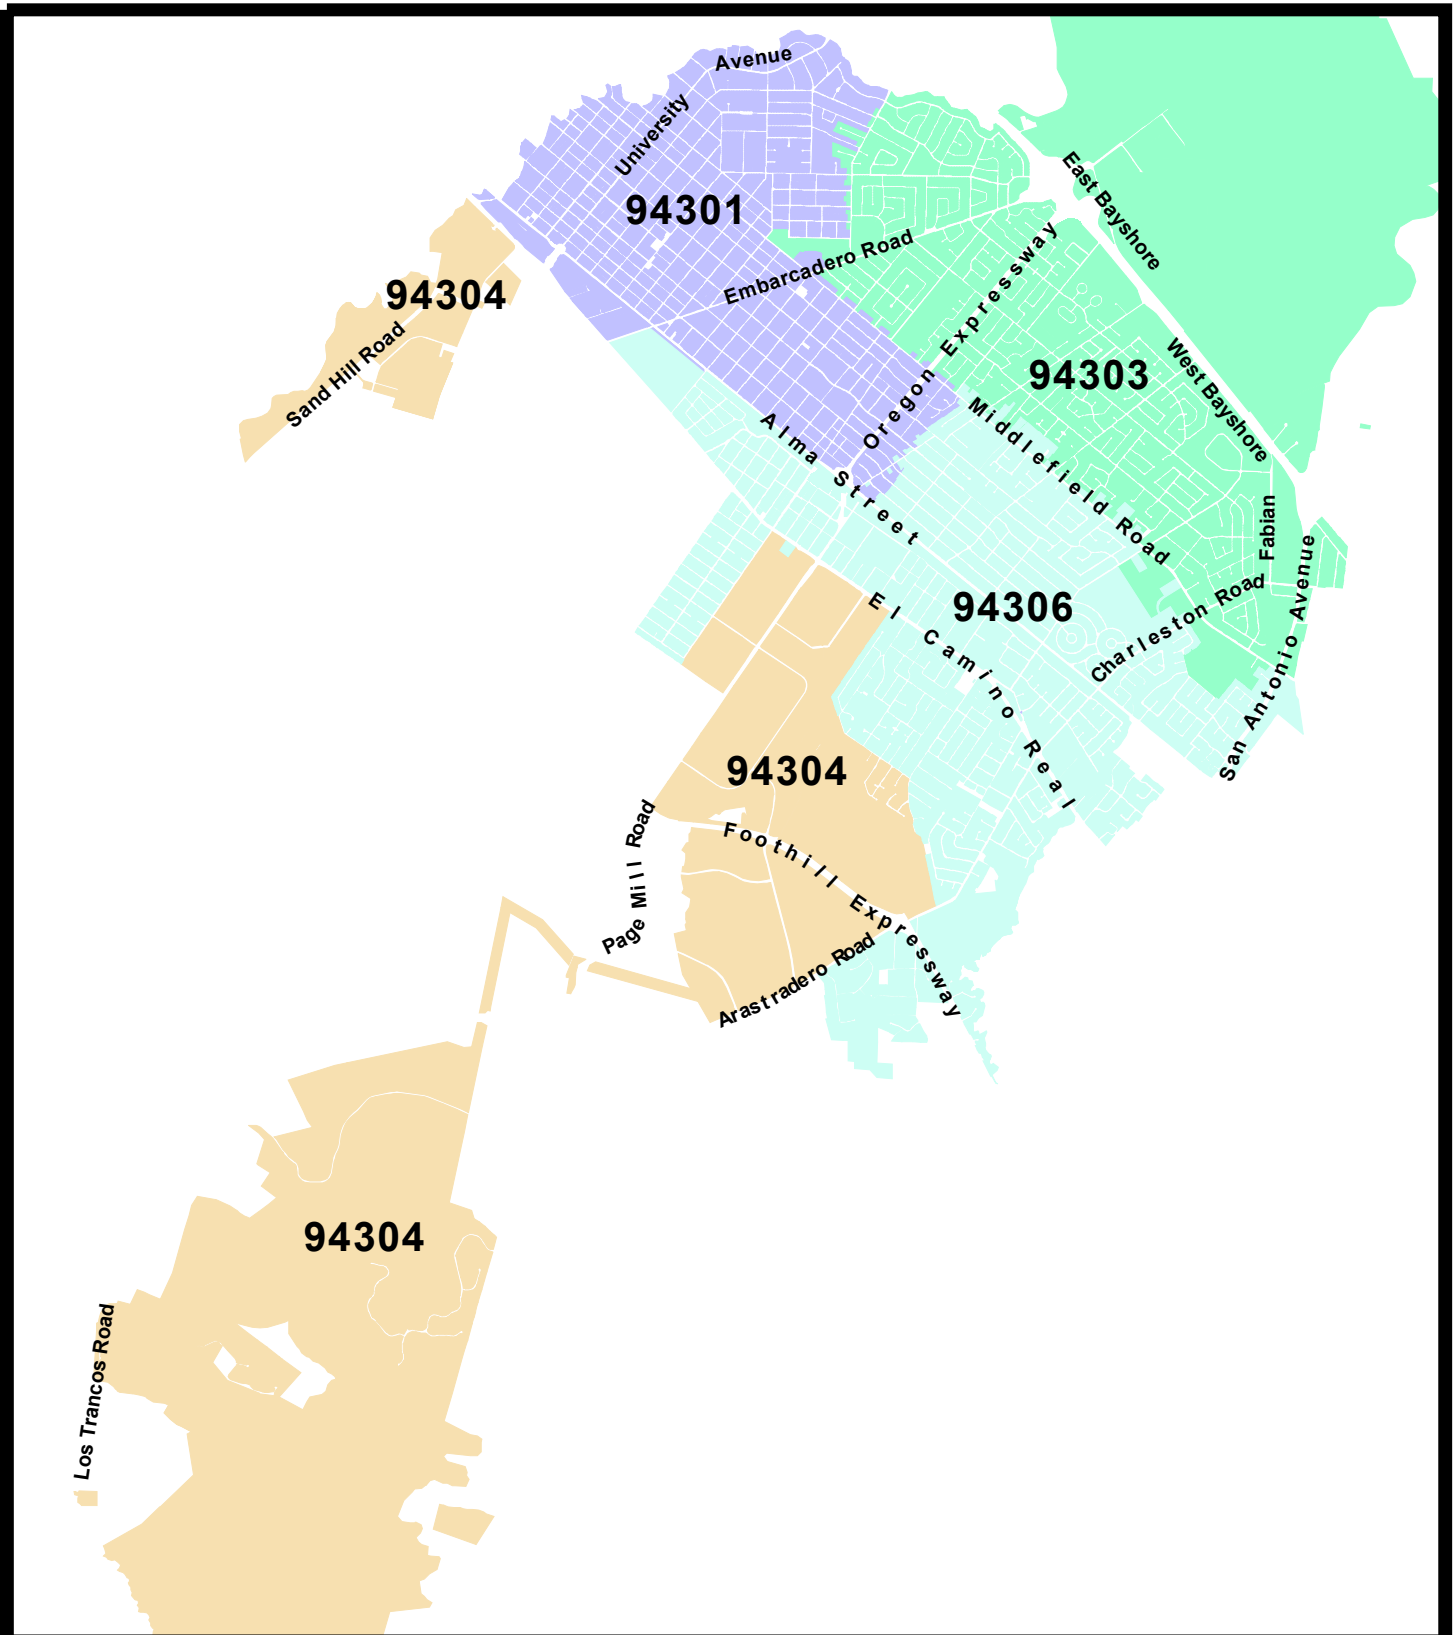 Avenue
University
94301
East Bayshore
Embarcadero Road
94304
Sand Hill Road
Oregon Expressway
94303
West Bayshore
Alma Street
Middlefield Road
Fabian
San Antonio Avenue
Charleston Road
94306
El Camino Real
94304
Page Mill Road
Foothill Expressway
Arastradero Road
94304
Los Trancos Road